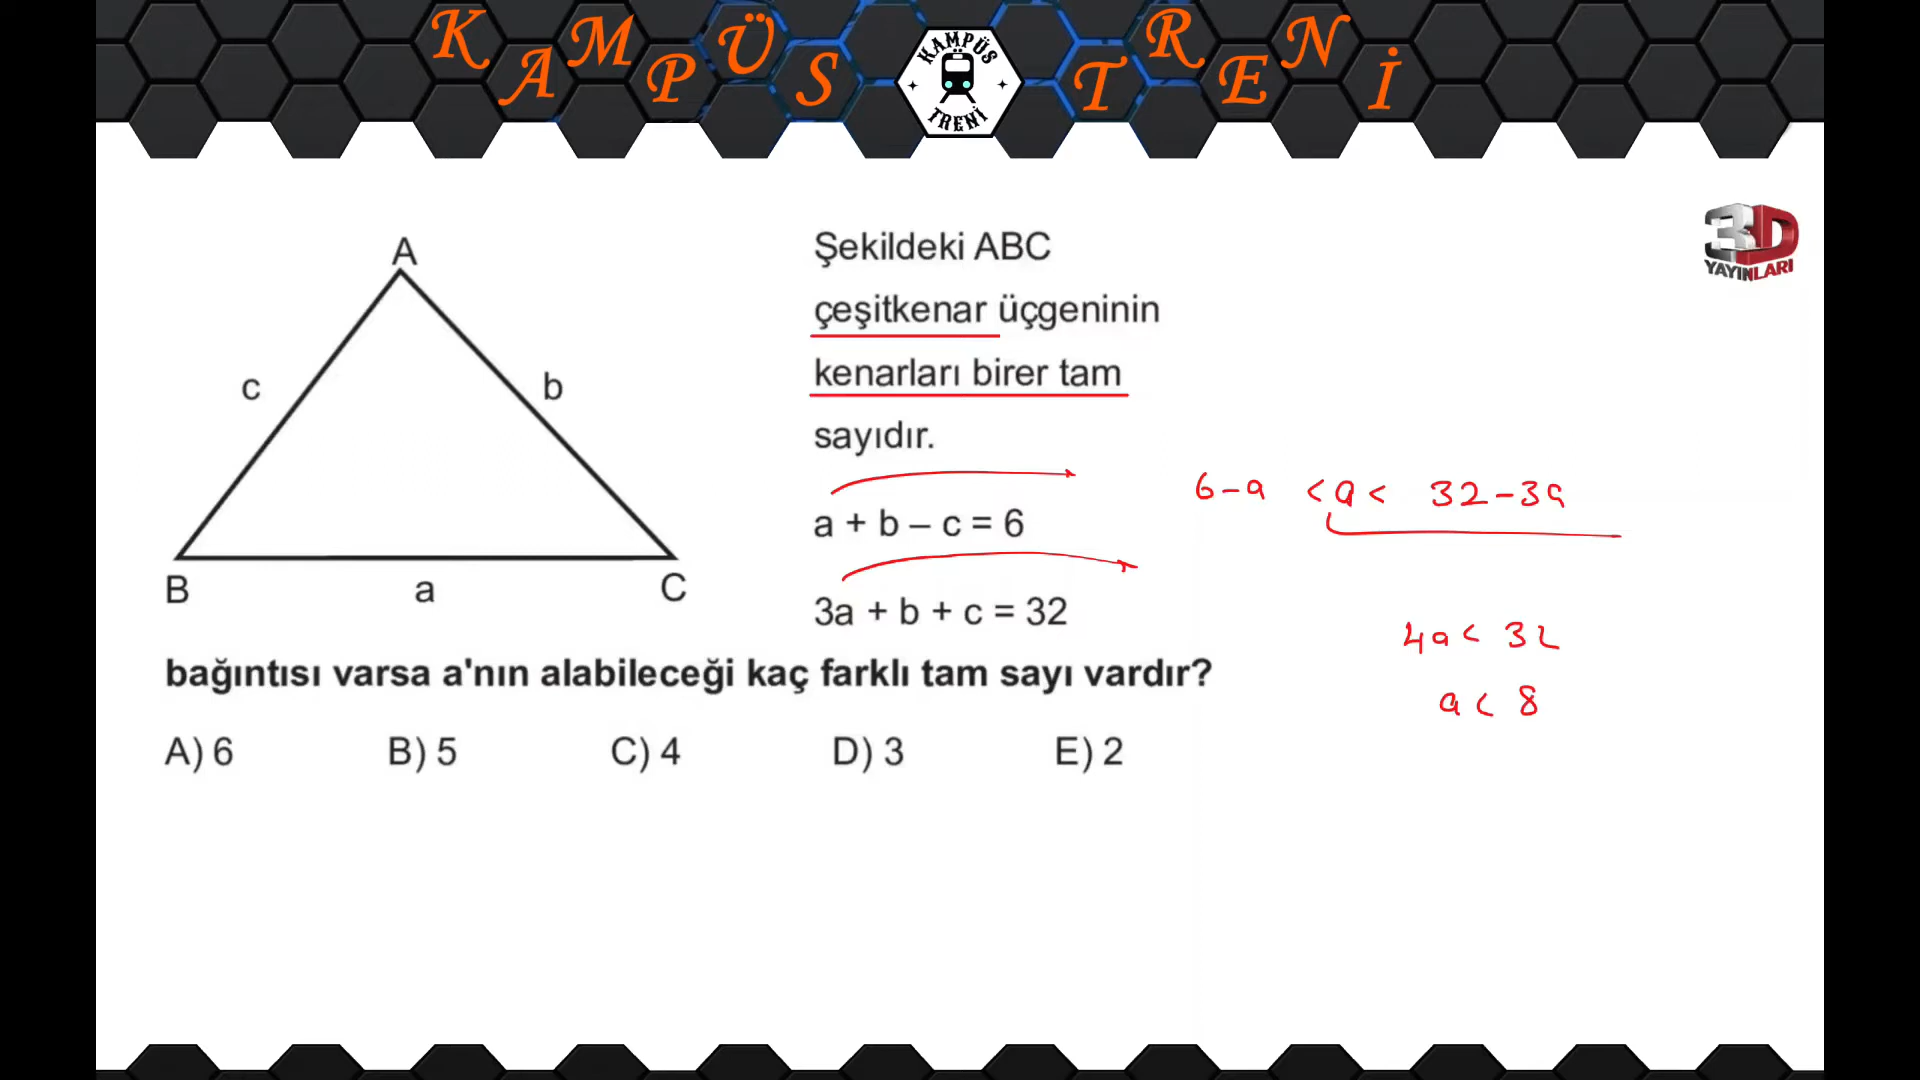 KAMPÜS TRENİ
KAMPÜS
TRENİ
3D
YAYINLARI
A
c
b
B
a
C
Şekildeki ABC
çeşitkenar üçgeninin
kenarları birer tam
sayıdır.
a + b – c = 6
3a + b + c = 32
bağıntısı varsa a'nın alabileceği kaç farklı tam sayı vardır?
A) 6 B) 5 C) 4 D) 3 E) 2
6-a < a < 32-3a
4a < 32
a < 8